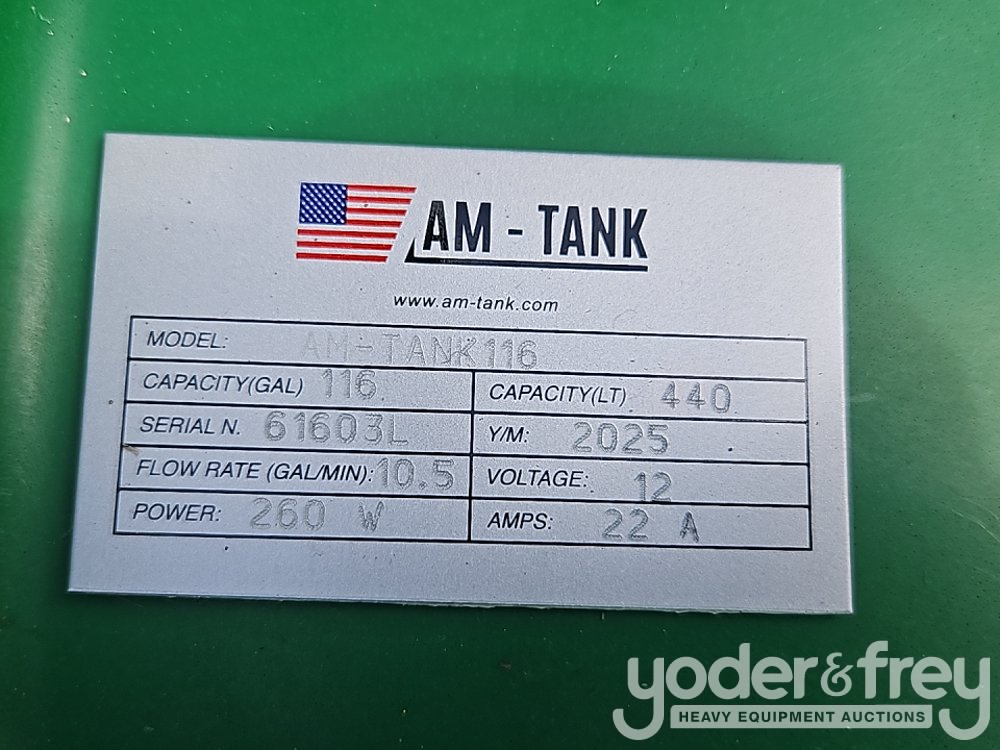 AM - TANK
www.am-tank.com
MODEL: AM-TANK116
CAPACITY(GAL) 116 CAPACITY(LT) 440
SERIAL N. 61603L Y/M: 2025
FLOW RATE (GAL/MIN): 10.5 VOLTAGE: 12
POWER: 260 W AMPS: 22 A
yoder&frey
HEAVY EQUIPMENT AUCTIONS